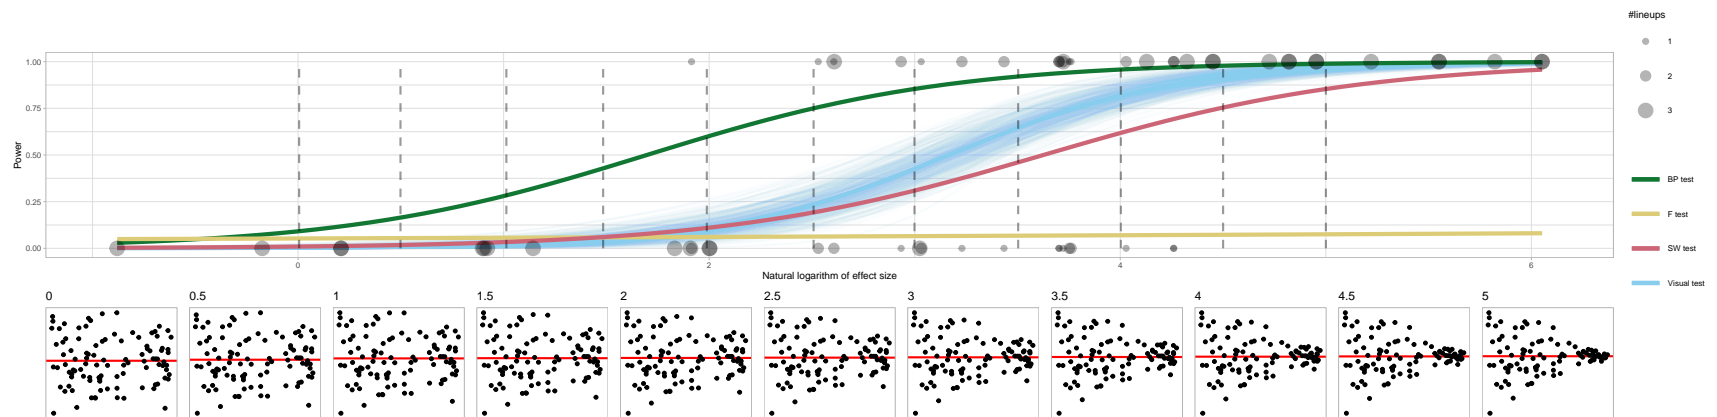 #lineups
1
2
3
1.00
0.75
0.50
0.25
0.00
Power
0 2 4 6
Natural logarithm of effect size
BP test
F test
SW test
Visual test
0 0.5 1 1.5 2 2.5 3 3.5 4 4.5 5